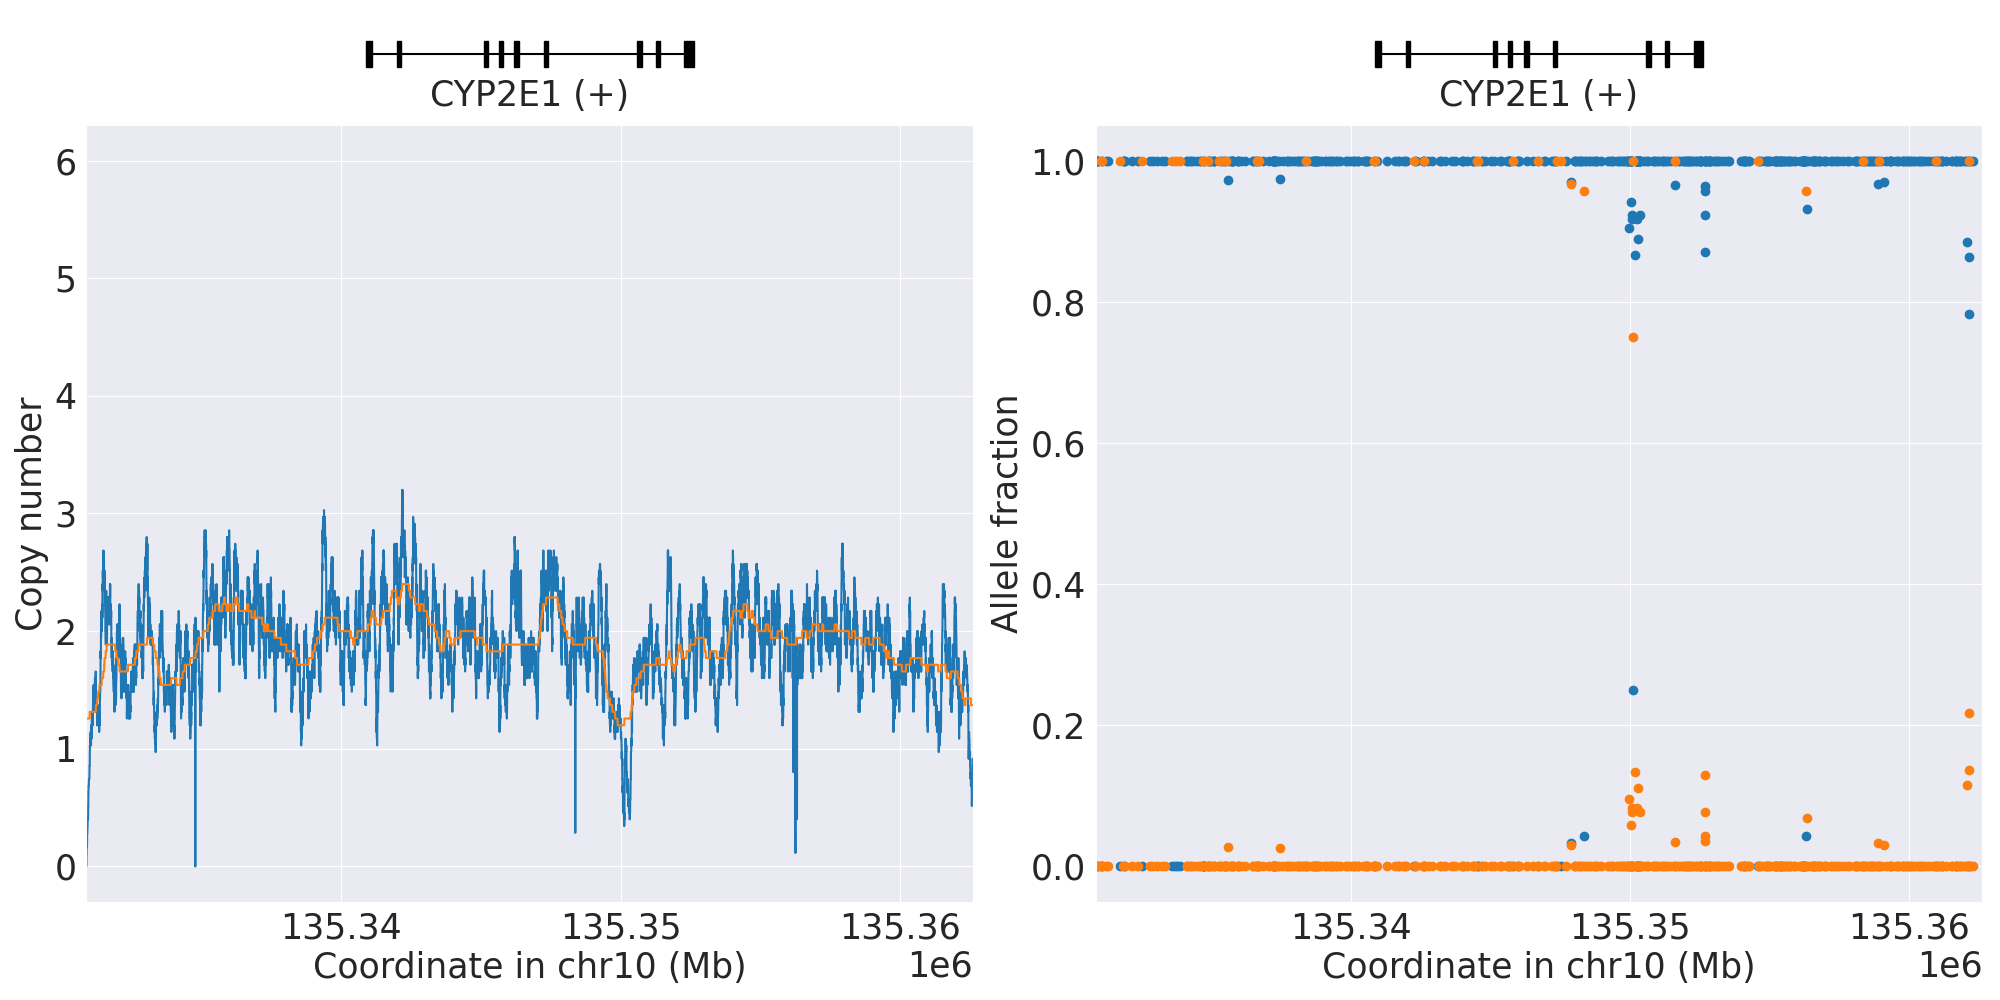 CYP2E1 (+)
6
5
4
3
2
1
0
Copy number
135.34 135.35 135.36
Coordinate in chr10 (Mb)
1e6
CYP2E1 (+)
1.0
0.8
0.6
0.4
0.2
0.0
Allele fraction
135.34 135.35 135.36
Coordinate in chr10 (Mb)
1e6